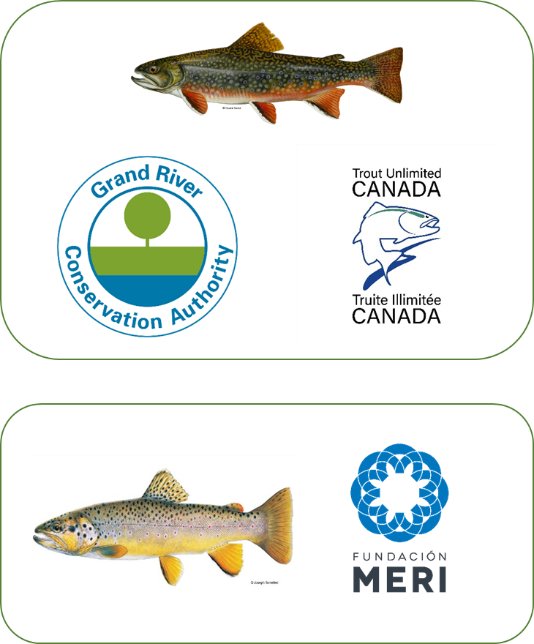 Grand River
Conservation Authority
Trout Unlimited
CANADA
Truite Illimitée
CANADA
FUNDACIÓN
MERI